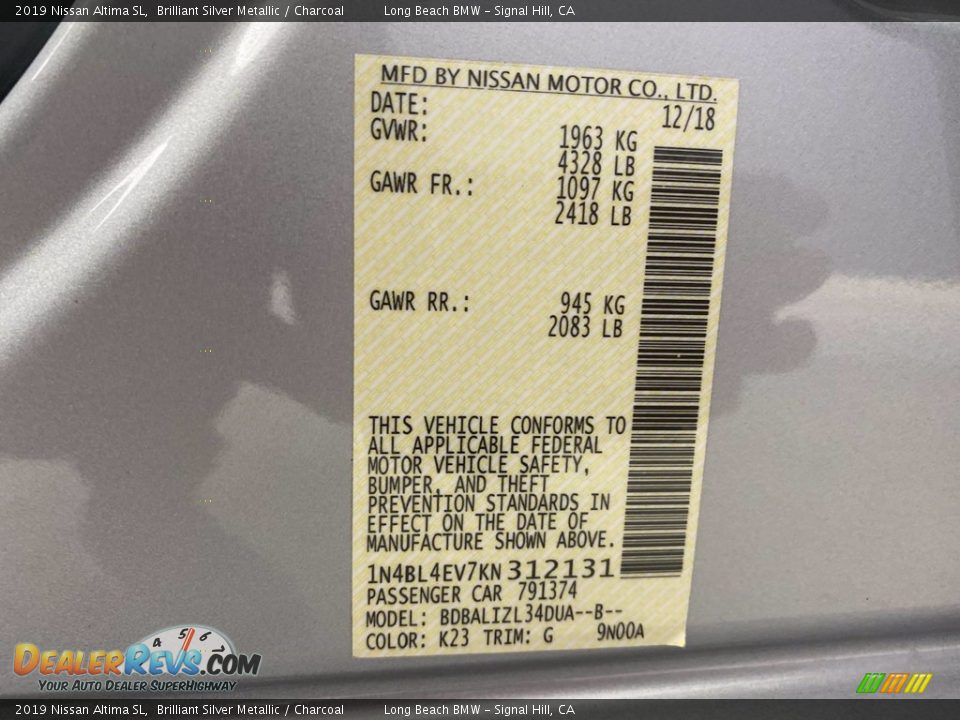 2019 Nissan Altima SL, Brilliant Silver Metallic / Charcoal Long Beach BMW - Signal Hill, CA
MFD BY NISSAN MOTOR CO., LTD.
DATE: 12/18
GVWR: 1963 KG
4328 LB
GAWR FR.: 1097 KG
2418 LB
GAWR RR.: 945 KG
2083 LB
THIS VEHICLE CONFORMS TO
ALL APPLICABLE FEDERAL
MOTOR VEHICLE SAFETY,
BUMPER, AND THEFT
PREVENTION STANDARDS IN
EFFECT ON THE DATE OF
MANUFACTURE SHOWN ABOVE.
1N4BL4EV7KN312131
PASSENGER CAR 791374
MODEL: BDBALIZL34DUA--B--
COLOR: K23 TRIM: G 9N00A
4 5 6
DEALERREVS.COM
YOUR AUTO DEALER SUPERHIGHWAY
2019 Nissan Altima SL, Brilliant Silver Metallic / Charcoal Long Beach BMW - Signal Hill, CA